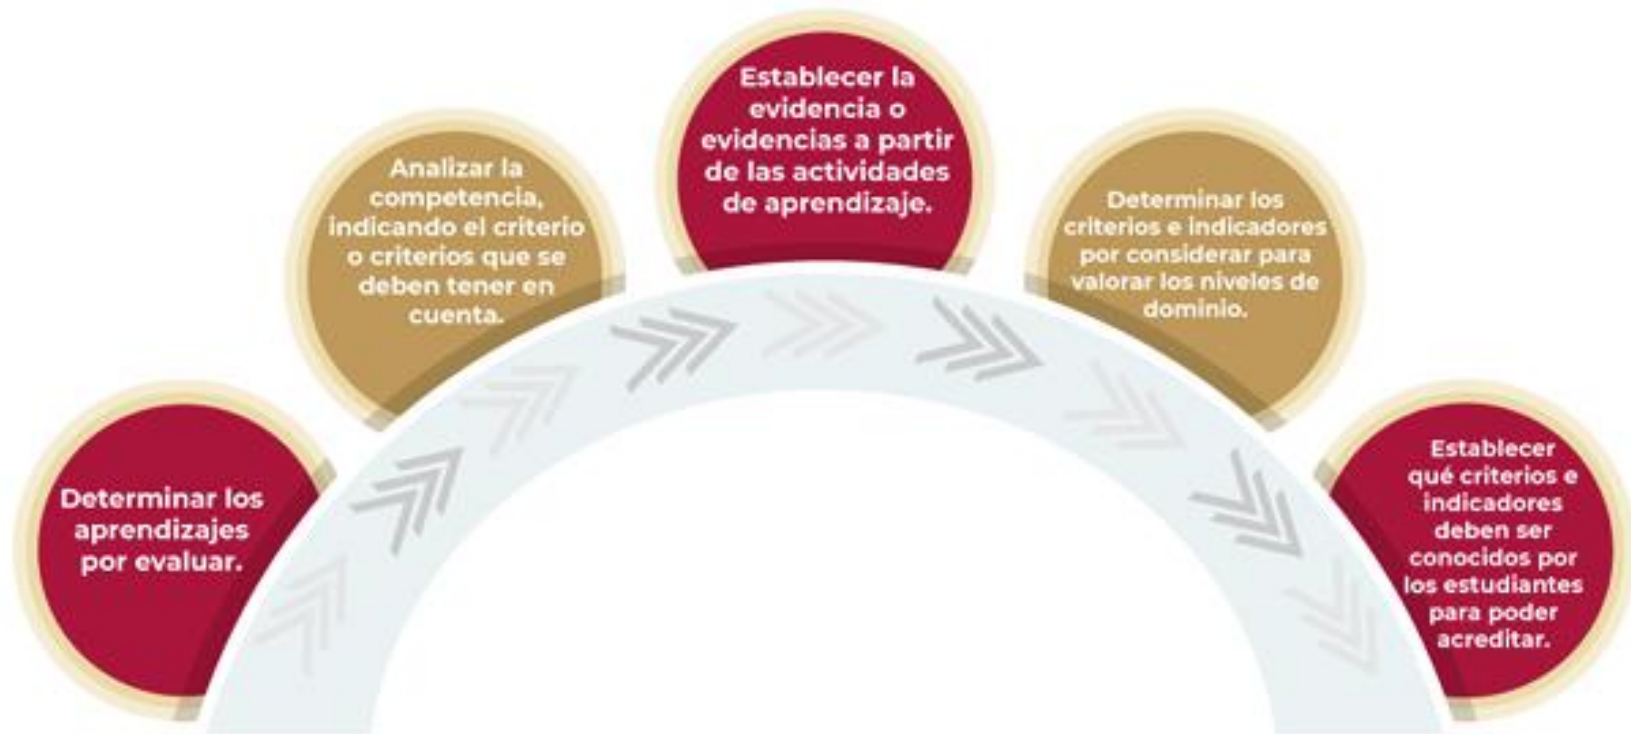 Determinar los
aprendizajes
por evaluar.
Analizar la
competencia,
indicando el criterio
o criterios que se
deben tener en
cuenta.
Establecer la
evidencia o
evidencias a partir
de las actividades
de aprendizaje.
Determinar los
criterios e indicadores
por considerar para
valorar los niveles de
dominio.
Establecer
qué criterios e
indicadores
deben ser
conocidos por
los estudiantes
para poder
acreditar.